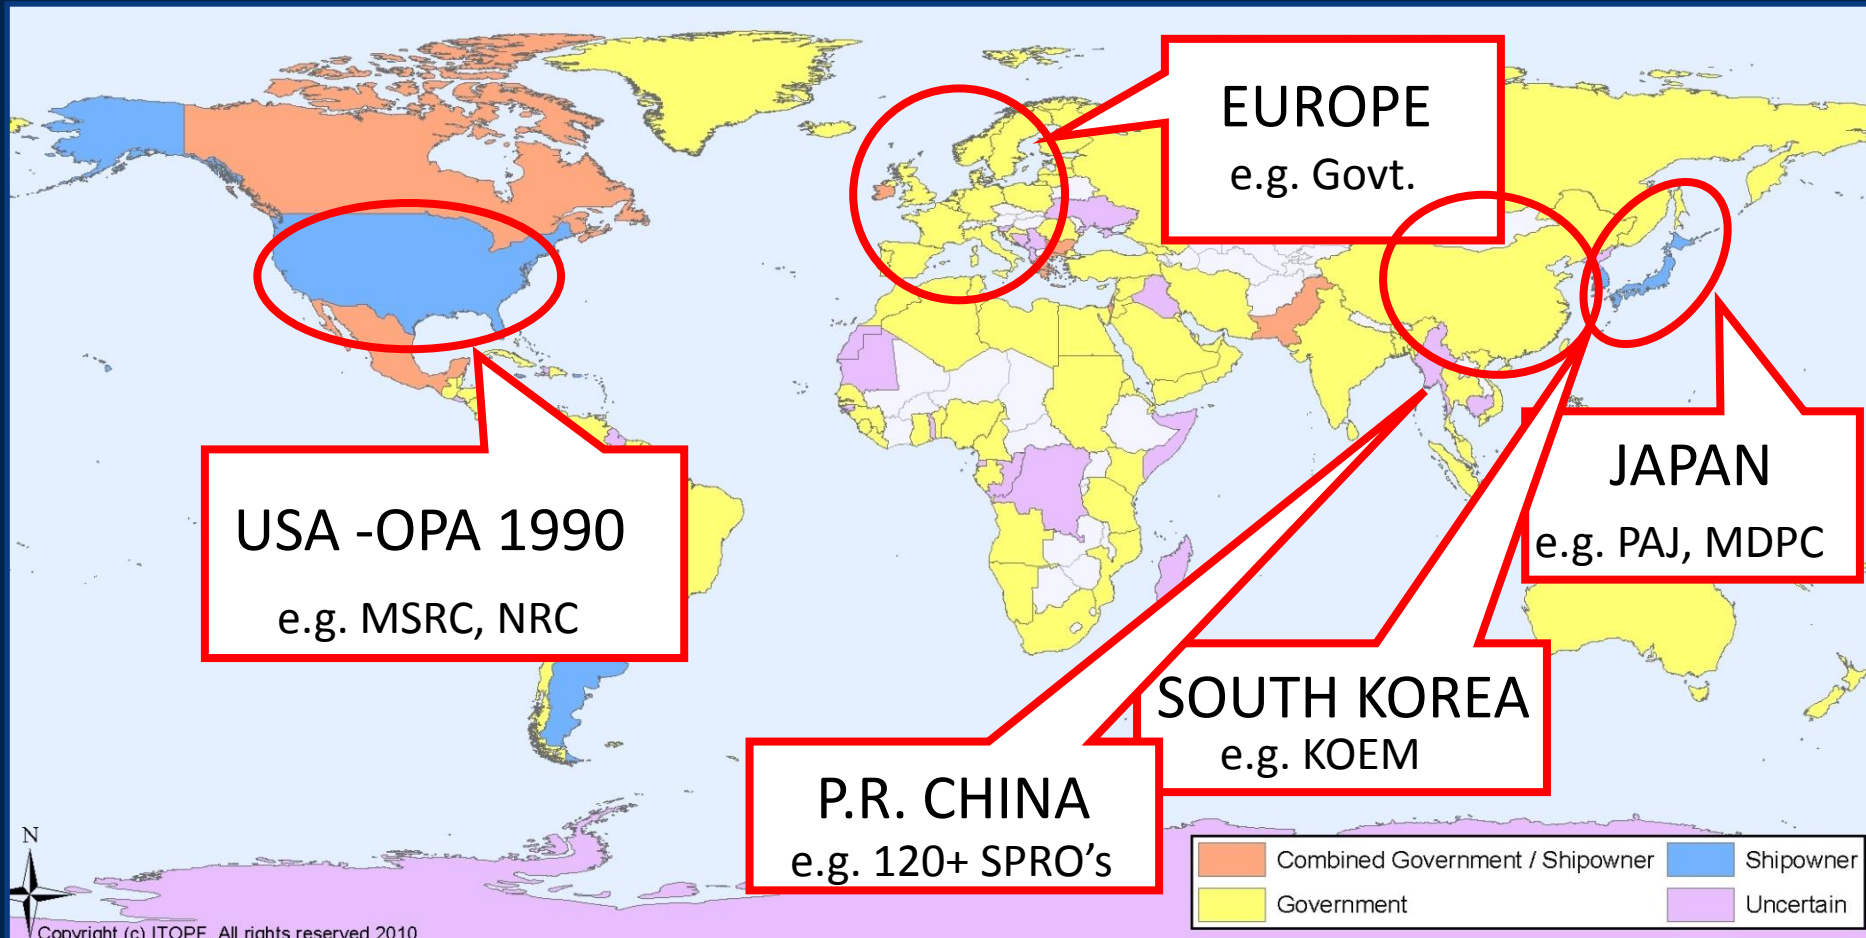 EUROPE
e.g. Govt.
USA -OPA 1990
e.g. MSRC, NRC
JAPAN
e.g. PAJ, MDPC
SOUTH KOREA
e.g. KOEM
P.R. CHINA
e.g. 120+ SPRO's
N
Combined Government / Shipowner
Shipowner
Government
Uncertain
Copyright (c) ITOPF. All rights reserved 2010